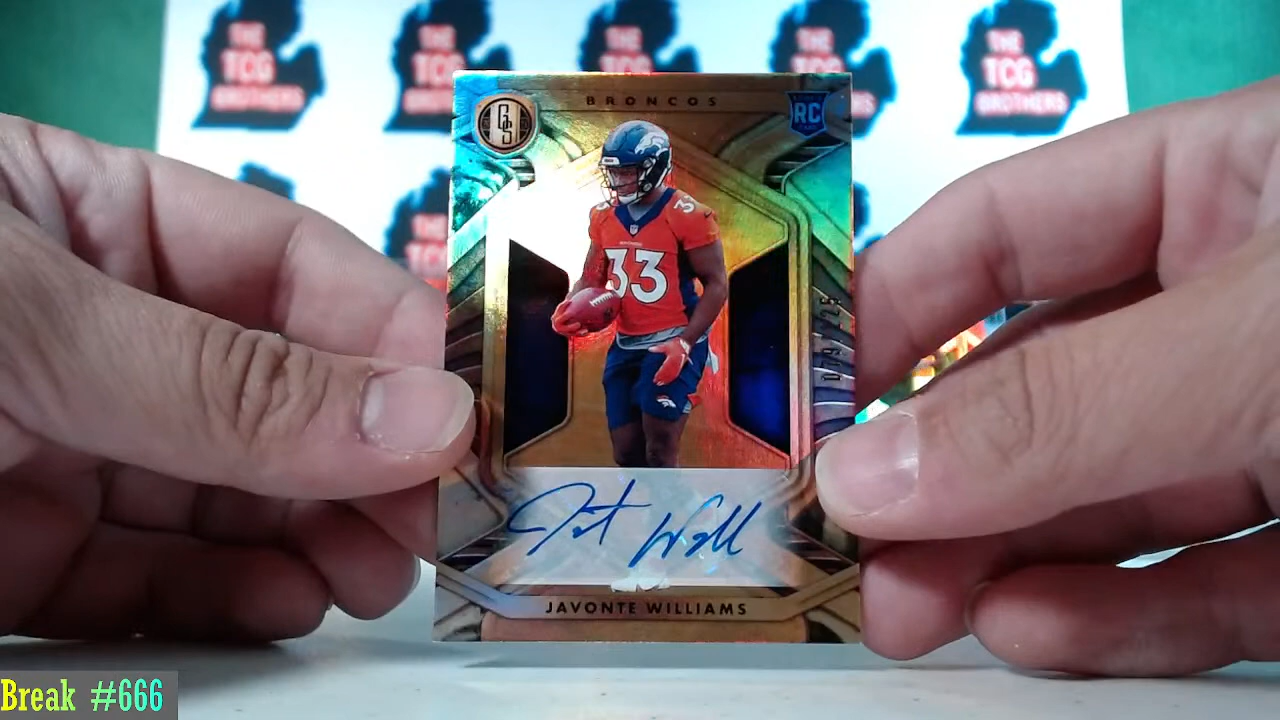 THE
TCG
BROTHERS
THE
TCG
BROTHERS
THE
TCG
THE
TCG
BROTHERS
THE
TCG
BROTHERS
BRONCOS
GS
RC
33
33
JAVONTE WILLIAMS
Break #666